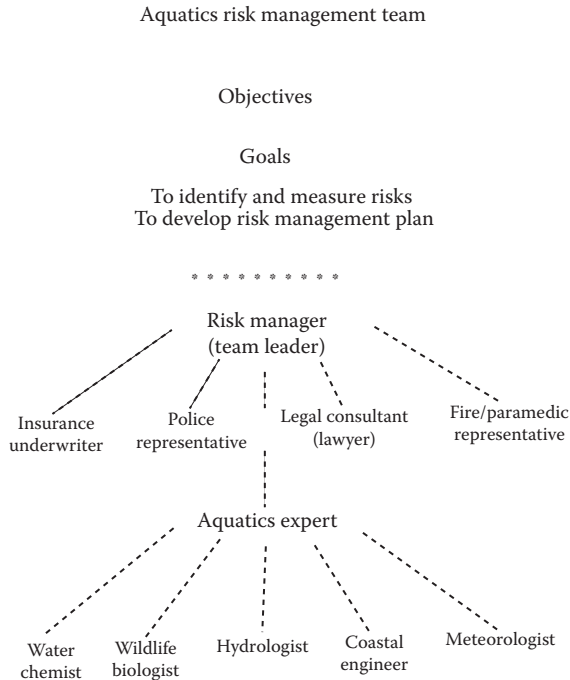 Aquatics risk management team
Objectives
Goals
To identify and measure risks
To develop risk management plan
* * * * * * * * * *
Risk manager
(team leader)
Insurance
underwriter
Police
representative
Legal consultant
(lawyer)
Fire/paramedic
representative
Aquatics expert
Water
chemist
Wildlife
biologist
Hydrologist
Coastal
engineer
Meteorologist